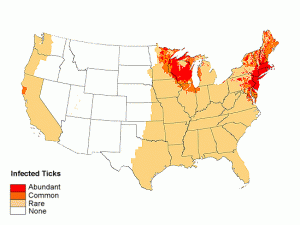 Infected Ticks
Abundant
Common
Rare
None